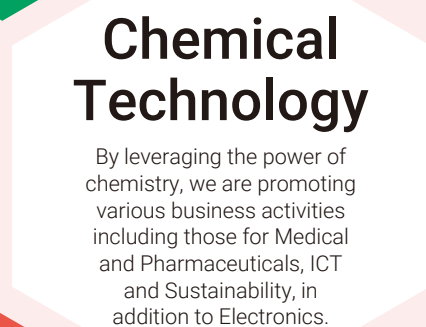 Chemical
Technology
By leveraging the power of
chemistry, we are promoting
various business activities
including those for Medical
and Pharmaceuticals, ICT
and Sustainability, in
addition to Electronics.